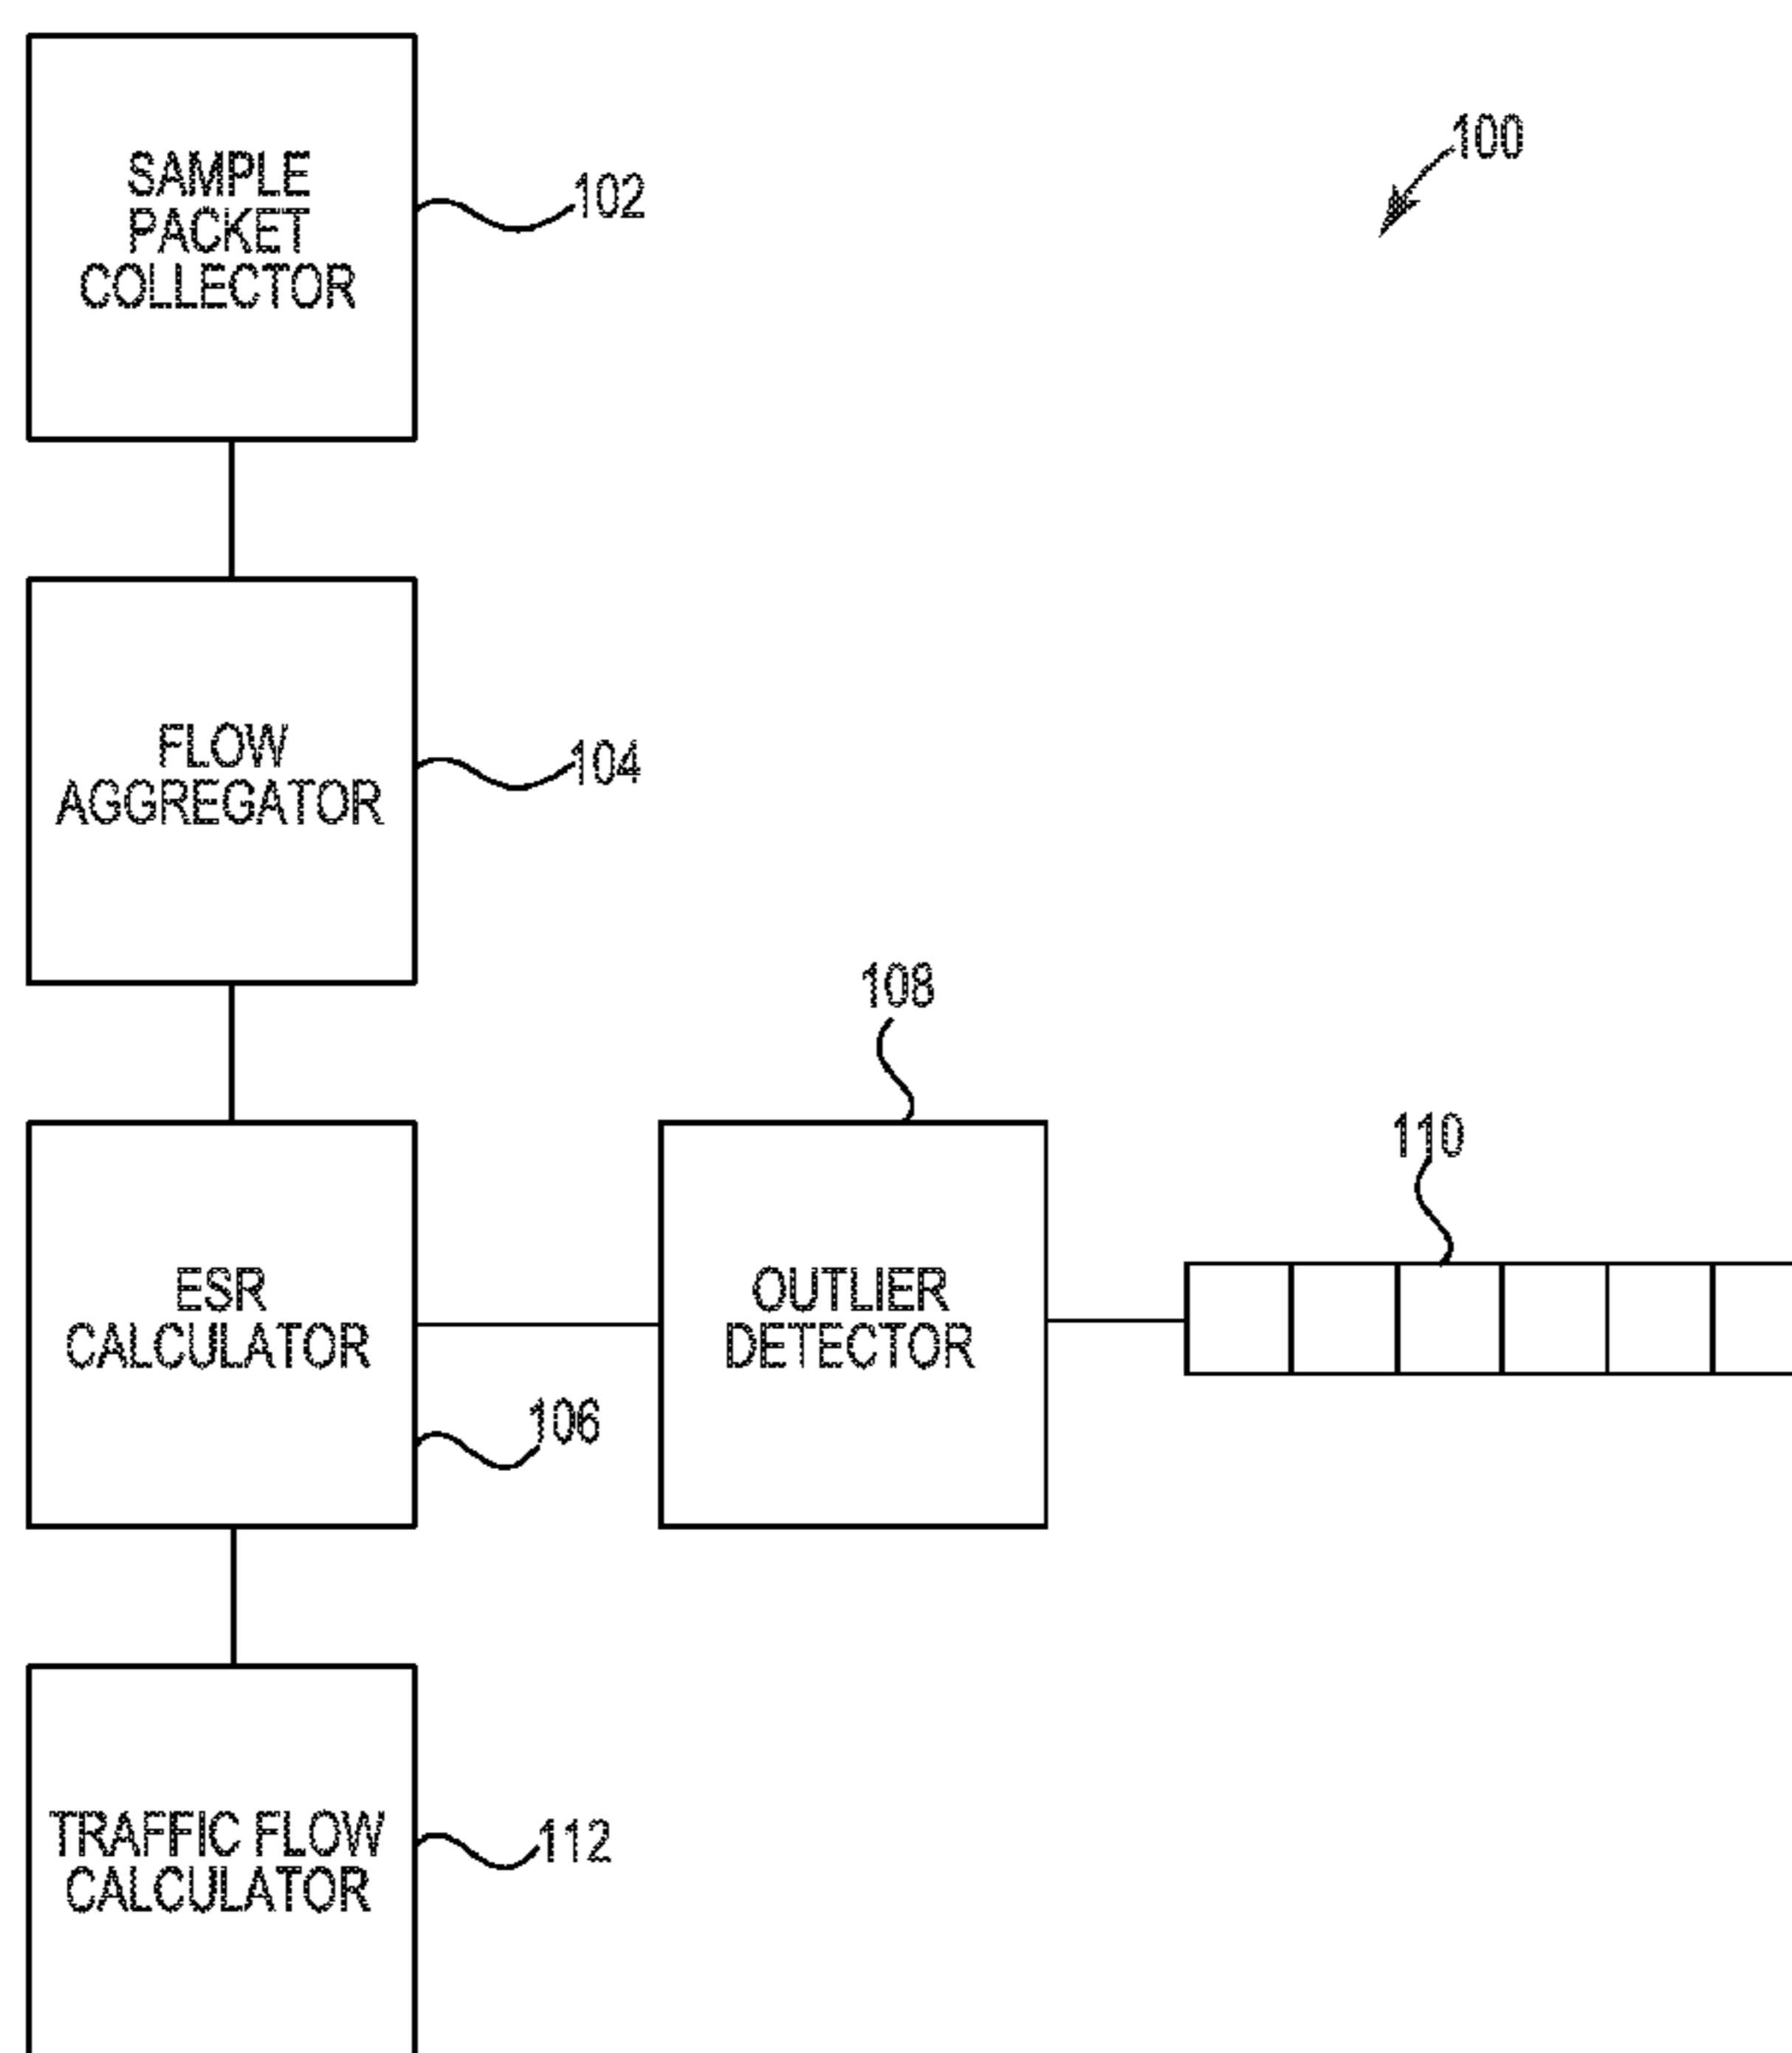 100
SAMPLE
PACKET
COLLECTOR
102
FLOW
AGGREGATOR
104
108
110
ESR
CALCULATOR
OUTLIER
DETECTOR
106
TRAFFIC FLOW
CALCULATOR
112